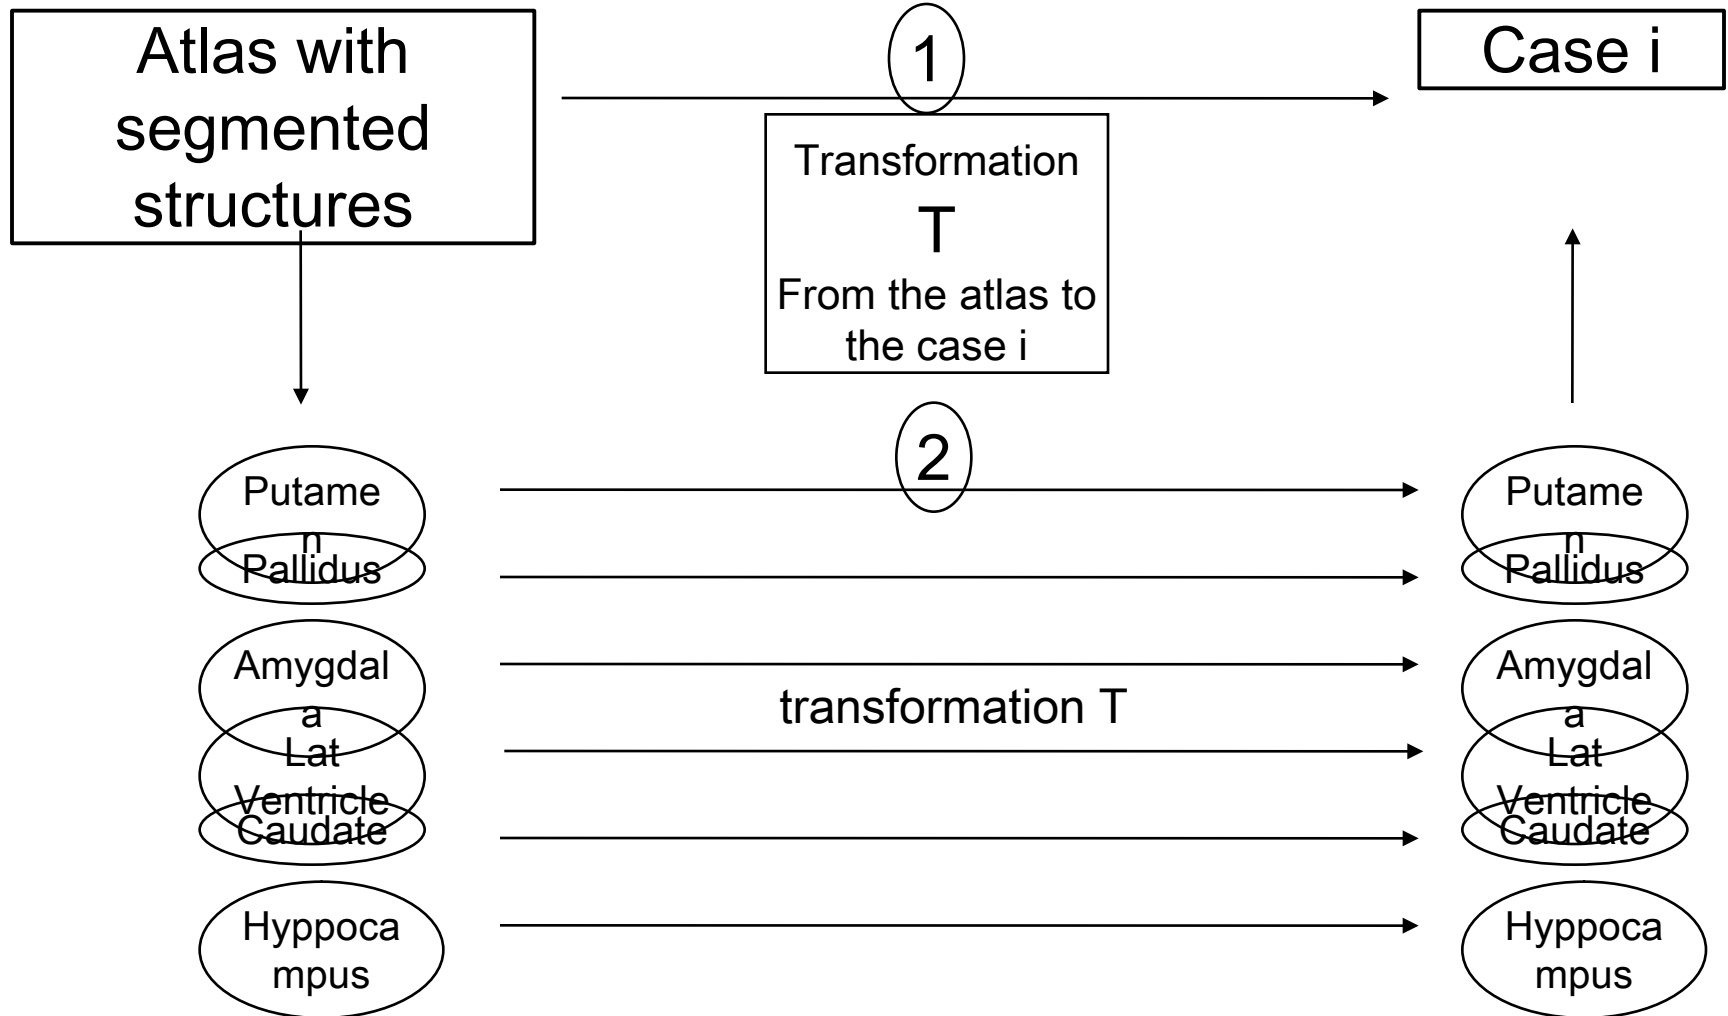 Atlas with
segmented
structures
1
Case i
Transformation
T
From the atlas to
the case i
2
Putame
n
Pallidus
Amygdal
a
Lat
Ventricle
Caudate
Hyppoca
mpus
transformation T
Putame
n
Pallidus
Amygdal
a
Lat
Ventricle
Caudate
Hyppoca
mpus